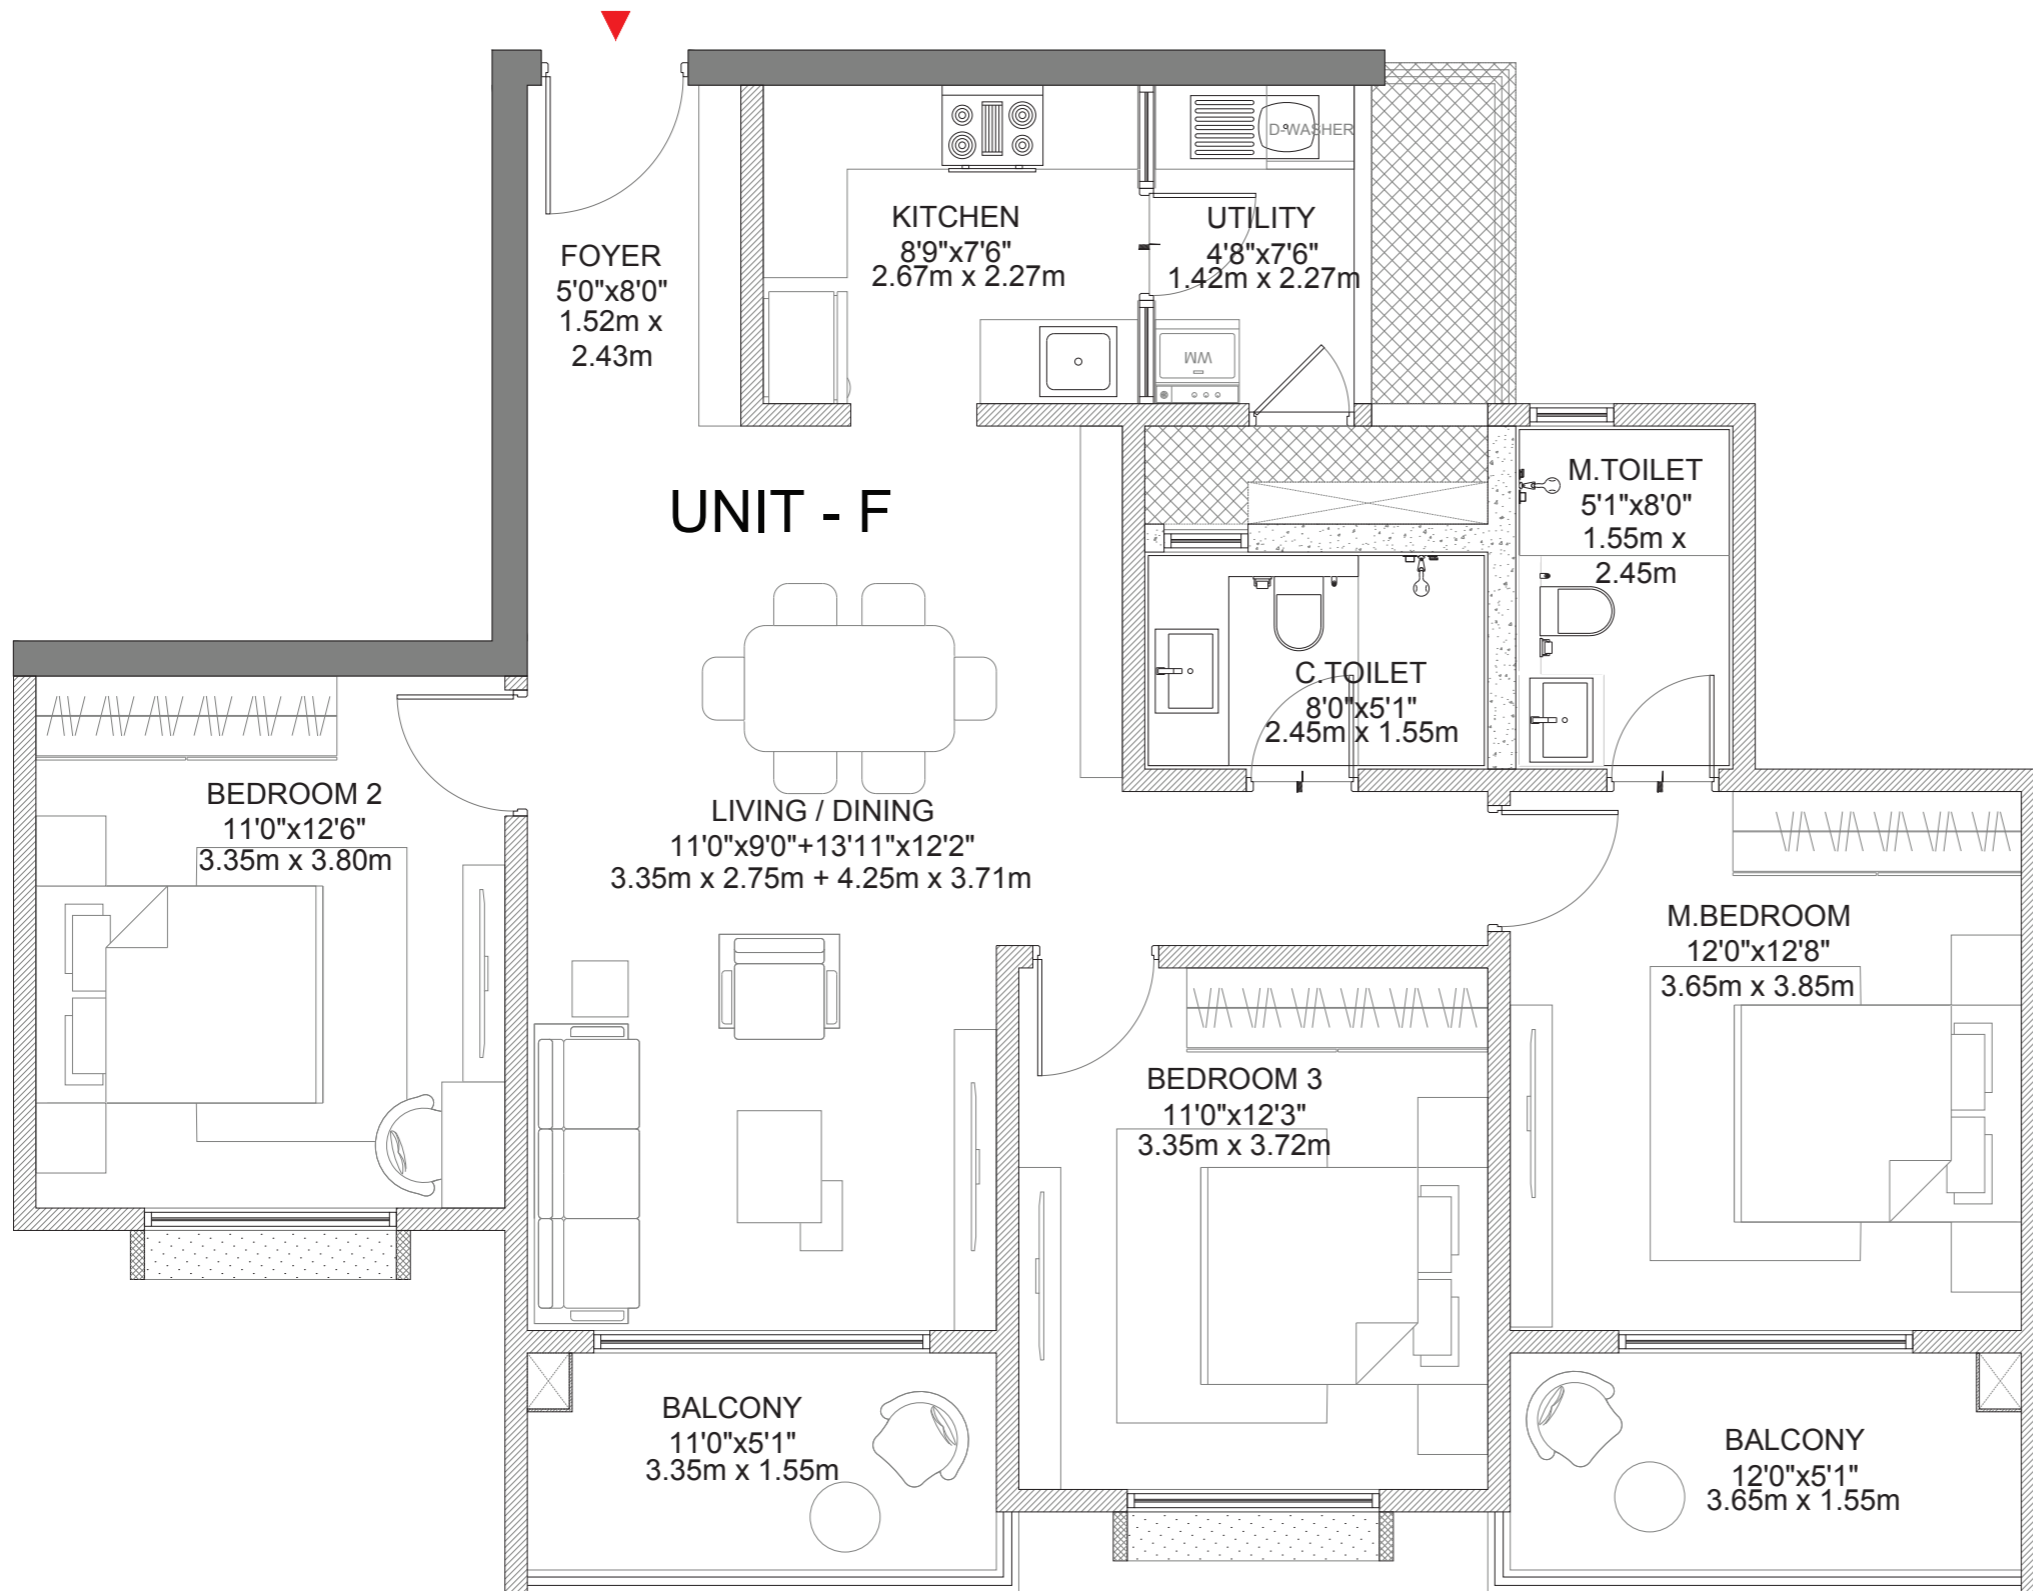 FOYER
5'0"x8'0"
1.52m x
2.43m
KITCHEN
8'9"x7'6"
2.67m x 2.27m
D-WASHER
UTILITY
4'8"x7'6"
1.42m x 2.27m
WM
UNIT - F
M.TOILET
5'1"x8'0"
1.55m x
2.45m
C.TOILET
8'0"x5'1"
2.45m x 1.55m
BEDROOM 2
11'0"x12'6"
3.35m x 3.80m
LIVING / DINING
11'0"x9'0"+13'11"x12'2"
3.35m x 2.75m + 4.25m x 3.71m
M.BEDROOM
12'0"x12'8"
3.65m x 3.85m
BEDROOM 3
11'0"x12'3"
3.35m x 3.72m
BALCONY
11'0"x5'1"
3.35m x 1.55m
BALCONY
12'0"x5'1"
3.65m x 1.55m